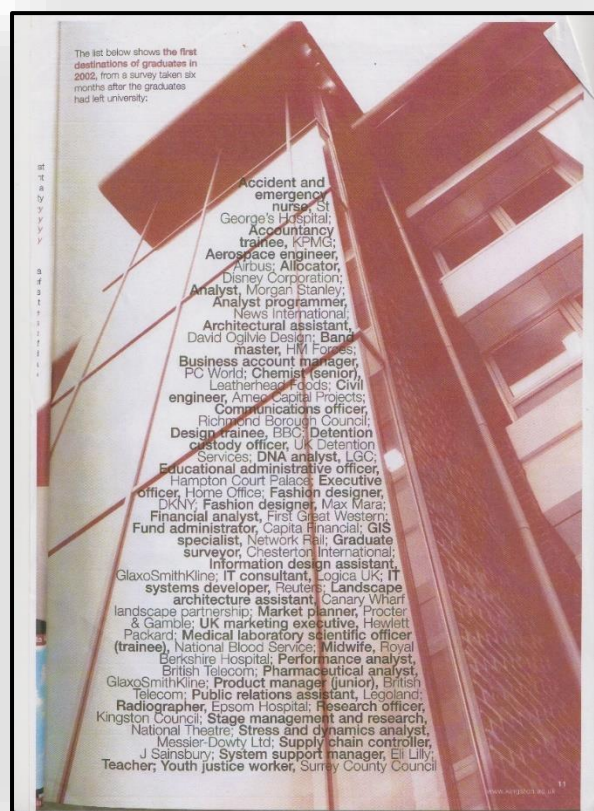 The list below shows the first
destinations of graduates in
2002, from a survey taken six
months after the graduates
had left university:
Accident and
emergency
nurse, St
George's Hospital;
Accountancy
trainee, KPMG;
Aerospace engineer,
Airbus; Allocator,
Disney Corporation;
Analyst, Morgan Stanley;
Analyst programmer,
News International;
Architectural assistant,
David Ogilvie Design; Band
master, HM Forces;
Business account manager,
PC World; Chemist (senior),
Leatherhead Foods; Civil
engineer, Amec Capital Projects;
Communications officer,
Richmond Borough Council;
Design trainee, BBC; Detention
custody officer, UK Detention
Services; DNA analyst, LGC;
Educational administrative officer,
Hampton Court Palace; Executive
officer, Home Office; Fashion designer,
DKNY; Fashion designer, Max Mara;
Financial analyst, First Great Western;
Fund administrator, Capita Financial; GIS
specialist, Network Rail; Graduate
surveyor, Chesterton International;
Information design assistant,
GlaxoSmithKline; IT consultant, Logica UK; IT
systems developer, Reuters; Landscape
architecture assistant, Canary Wharf
landscape partnership; Market planner, Procter
& Gamble; UK marketing executive, Hewlett
Packard; Medical laboratory scientific officer
(trainee), National Blood Service; Midwife, Royal
Berkshire Hospital; Performance analyst,
British Telecom; Pharmaceutical analyst,
GlaxoSmithKline; Product manager (junior), British
Telecom; Public relations assistant, Legoland;
Radiographer, Epsom Hospital; Research officer,
Kingston Council; Stage management and research,
National Theatre; Stress and dynamics analyst,
Messier-Dowty Ltd; Supply chain controller,
J Sainsbury; System support manager, Eli Lilly;
Teacher; Youth justice worker, Surrey County Council
www.kingston.ac.uk 11